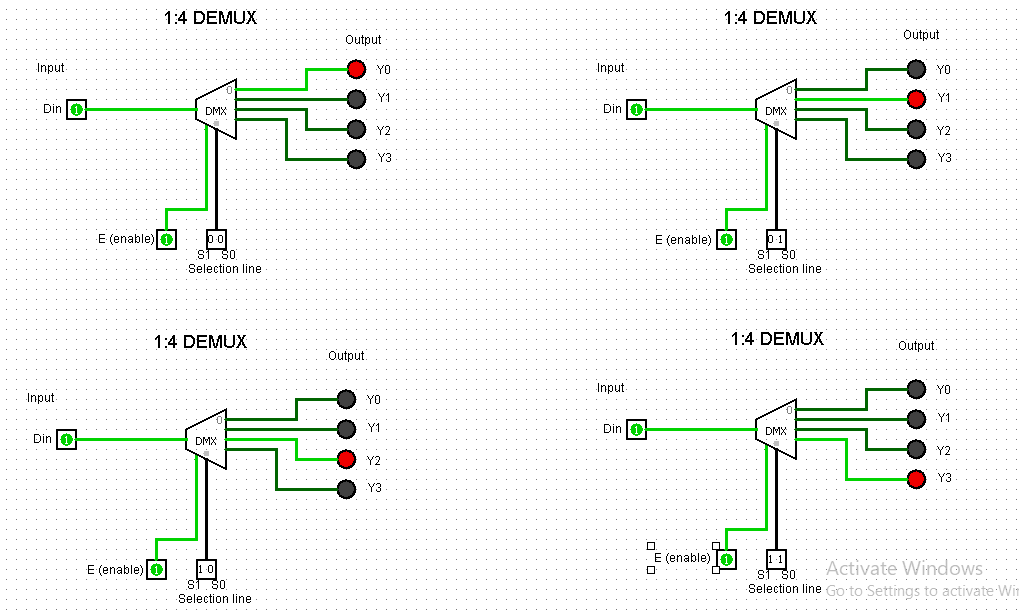 1:4 DEMUX
Output
Input
Y0
0
Din 1
DMX
Y1
Y2
Y3
E (enable) 1
0 0
S1 S0
Selection line
1:4 DEMUX
Output
Input
Y0
0
Din 1
DMX
Y1
Y2
Y3
E (enable) 1
0 1
S1 S0
Selection line
1:4 DEMUX
Output
Input
Y0
0
Din 1
DMX
Y1
Y2
Y3
E (enable) 1
1 0
S1 S0
Selection line
1:4 DEMUX
Output
Input
Y0
0
Din 1
DMX
Y1
Y2
Y3
E (enable) 1
1 1
S1 S0
Selection line
Activate Windows
Go to Settings to activate Wi